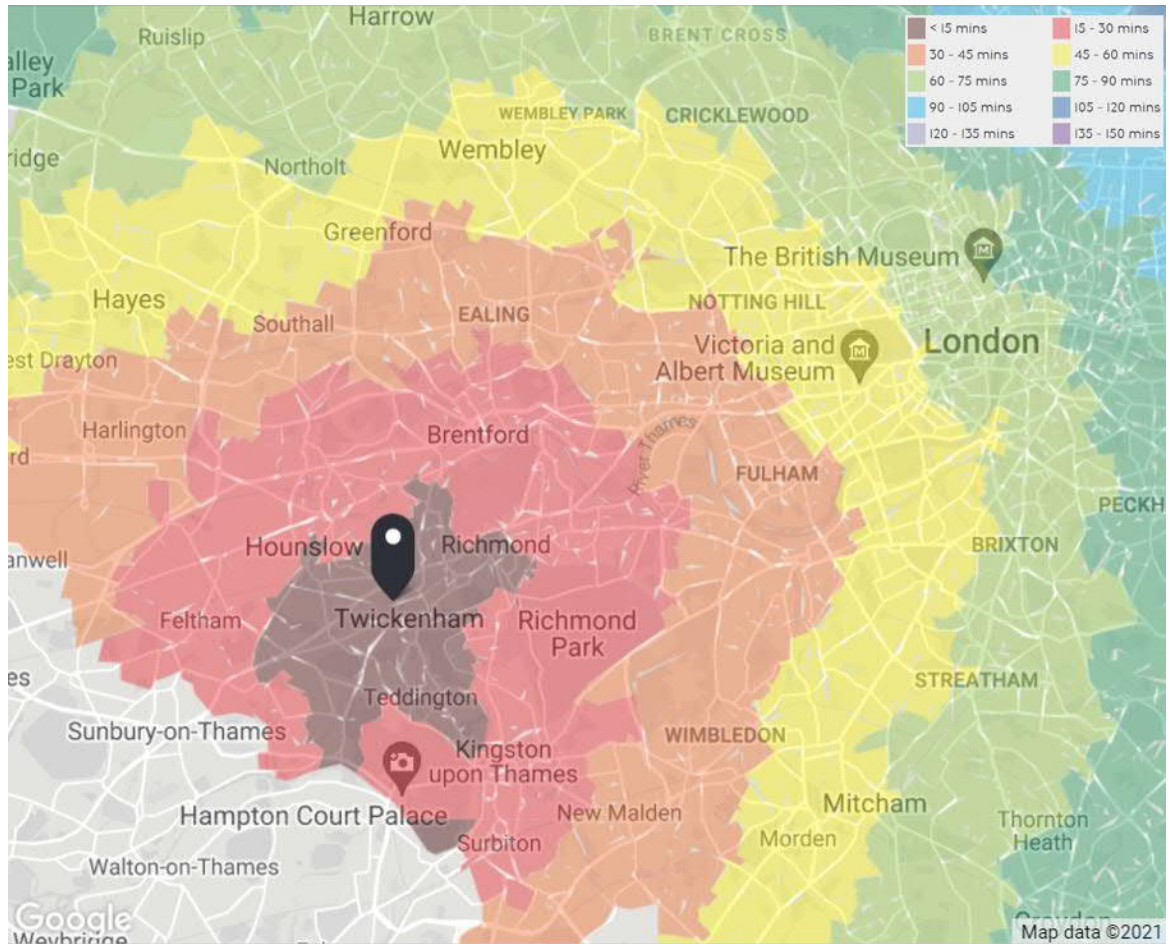 Harrow
Ruislip
BRENT CROSS
< 15 mins
15 - 30 mins
30 - 45 mins
45 - 60 mins
60 - 75 mins
75 - 90 mins
90 - 105 mins
105 - 120 mins
120 - 135 mins
135 - 150 mins
alley
Park
WEMBLEY PARK
CRICKLEWOOD
Wembley
ridge
Northolt
Greenford
The British Museum
Hayes
NOTTING HILL
Southall
EALING
London
Victoria and
Albert Museum
est Drayton
Harlington
Brentford
River Thames
rd
FULHAM
PECKH
Hounslow
Richmond
BRIXTON
anwell
Feltham
Twickenham
Richmond
Park
es
Teddington
STREATHAM
Sunbury-on-Thames
WIMBLEDON
Kingston
upon Thames
Hampton Court Palace
New Malden
Mitcham
Surbiton
Morden
Thornton
Heath
Walton-on-Thames
Google
Croydon
Weybridge
Map data ©2021